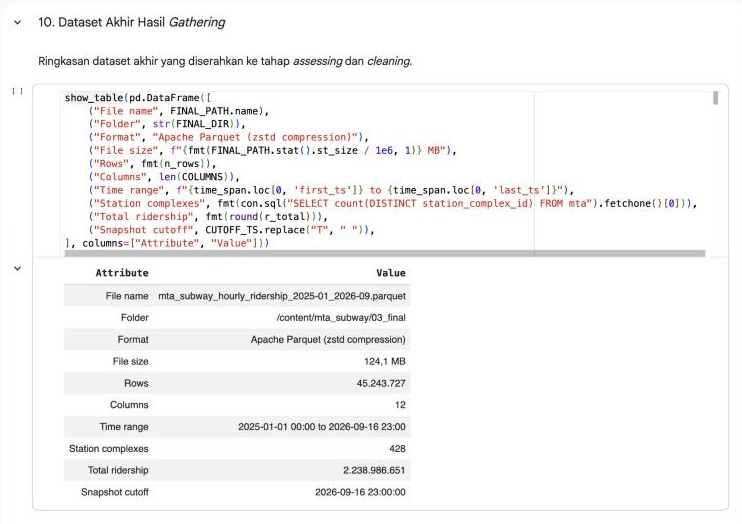 10. Dataset Akhir Hasil Gathering
Ringkasan dataset akhir yang diserahkan ke tahap assessing dan cleaning.
[ ]
show_table(pd.DataFrame([
("File name", FINAL_PATH.name),
("Folder", str(FINAL_DIR)),
("Format", "Apache Parquet (zstd compression)"),
("File size", f"{fmt(FINAL_PATH.stat().st_size / 1e6, 1)} MB"),
("Rows", fmt(n_rows)),
("Columns", len(COLUMNS)),
("Time range", f"{time_span.loc[0, 'first_ts']} to {time_span.loc[0, 'last_ts']}"),
("Station complexes", fmt(con.sql("SELECT count(DISTINCT station_complex_id) FROM mta").fetchone()[0])),
("Total ridership", fmt(round(r_total))),
("Snapshot cutoff", CUTOFF_TS.replace("T", " ")),
], columns=["Attribute", "Value"]))
Attribute Value
File name mta_subway_hourly_ridership_2025-01_2026-09.parquet
Folder /content/mta_subway/03_final
Format Apache Parquet (zstd compression)
File size 124,1 MB
Rows 45.243.727
Columns 12
Time range 2025-01-01 00:00 to 2026-09-16 23:00
Station complexes 428
Total ridership 2.238.986.651
Snapshot cutoff 2026-09-16 23:00:00